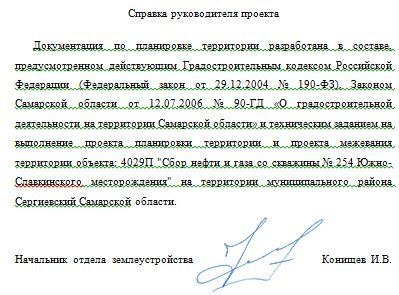 Справка руководителя проекта
Документация по планировке территории разработана в составе,
предусмотренном действующим Градостроительным кодексом Российской
Федерации (Федеральный закон от 29.12.2004 № 190-ФЗ), Законом
Самарской области от 12.07.2006 № 90-ГД «О градостроительной
деятельности на территории Самарской области» и техническим заданием на
выполнение проекта планировки территории и проекта межевания
территории объекта: 4029П "Сбор нефти и газа со скважины № 254 Южно-
Славкинского месторождения" на территории муниципального района
Сергиевский Самарской области.
Начальник отдела землеустройства Конищев И.В.